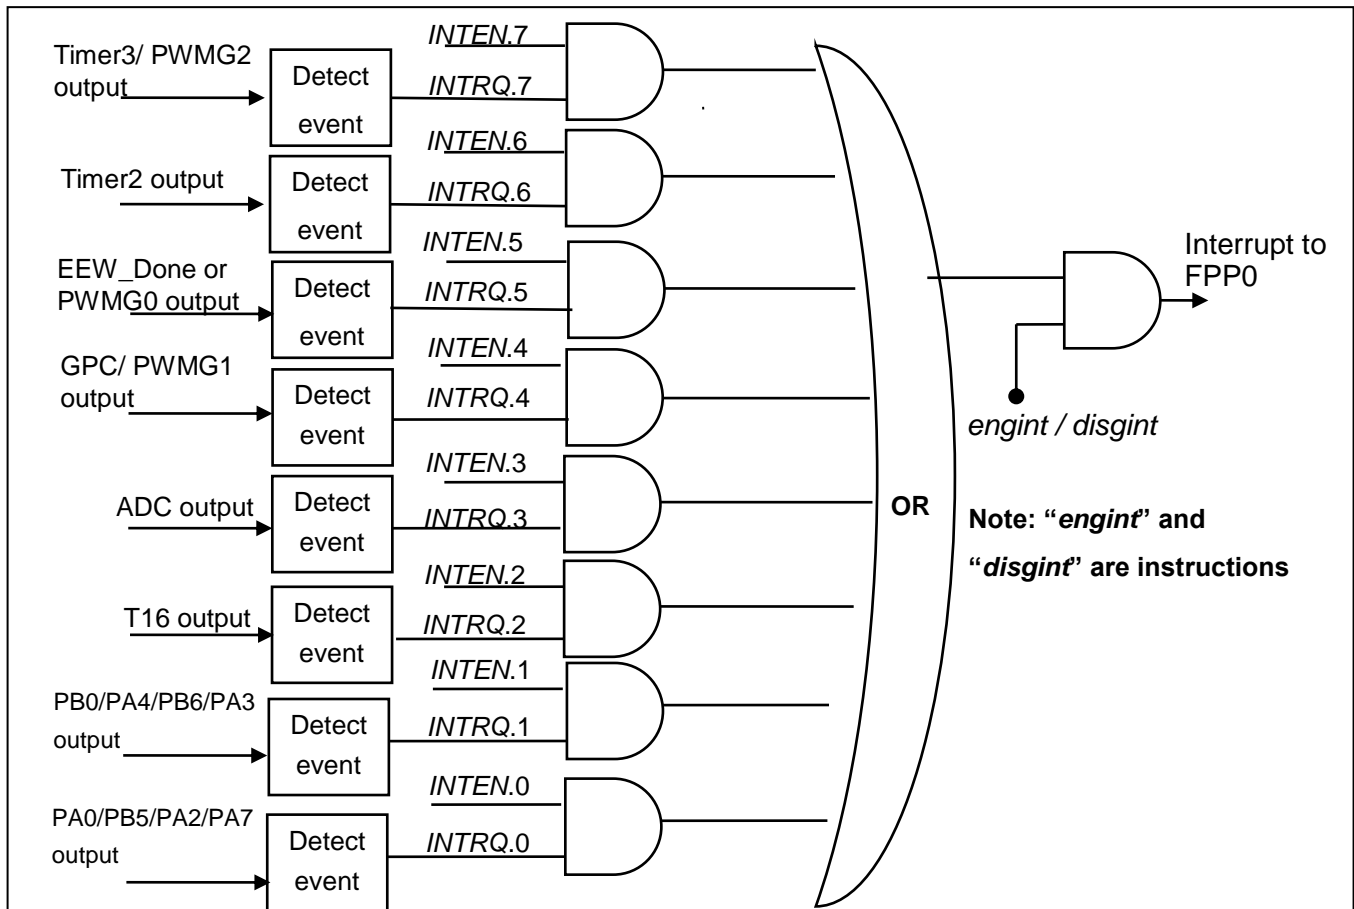 Timer3/ PWMG2
output
Detect
event
INTEN.7
INTRQ.7
Timer2 output
Detect
event
INTEN.6
INTRQ.6
EEW_Done or
PWMG0 output
Detect
event
INTEN.5
INTRQ.5
GPC/ PWMG1
output
Detect
event
INTEN.4
INTRQ.4
ADC output
Detect
event
INTEN.3
INTRQ.3
T16 output
Detect
event
INTEN.2
INTRQ.2
PB0/PA4/PB6/PA3
output
Detect
event
INTEN.1
INTRQ.1
PA0/PB5/PA2/PA7
output
Detect
event
INTEN.0
INTRQ.0
OR
Interrupt to
FPP0
engint / disgint
Note: “engint” and
“disgint” are instructions